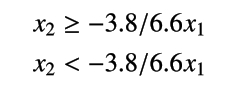 x₂ ≥ −3.8/6.6x₁
x₂ < −3.8/6.6x₁